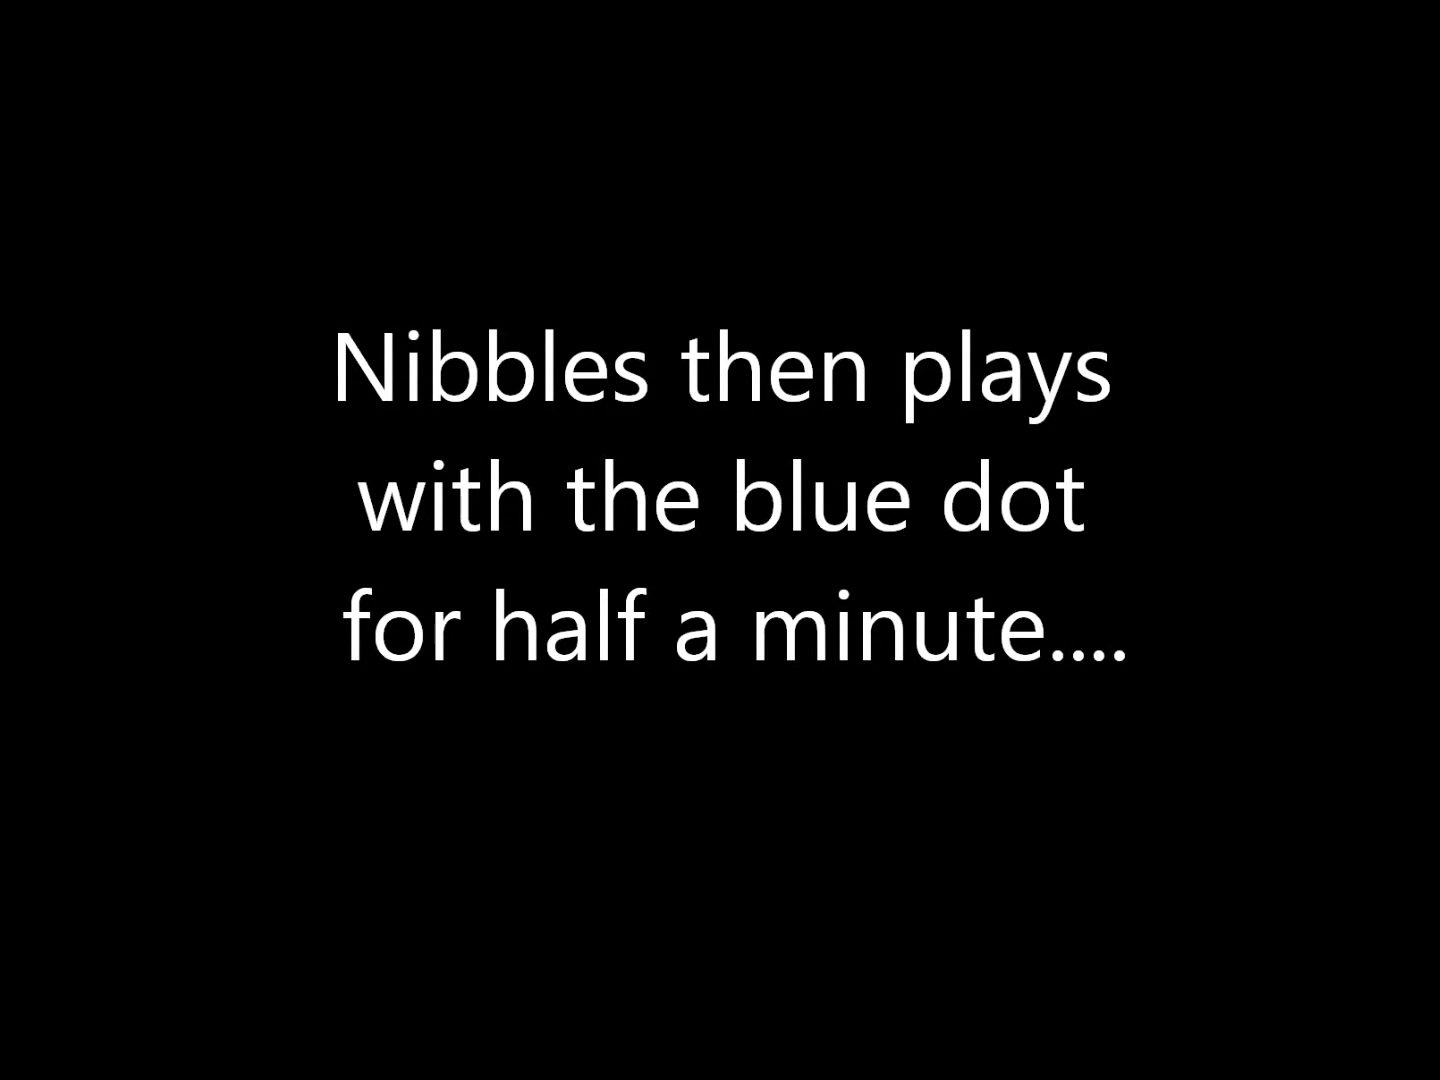 Nibbles then plays
with the blue dot
for half a minute....